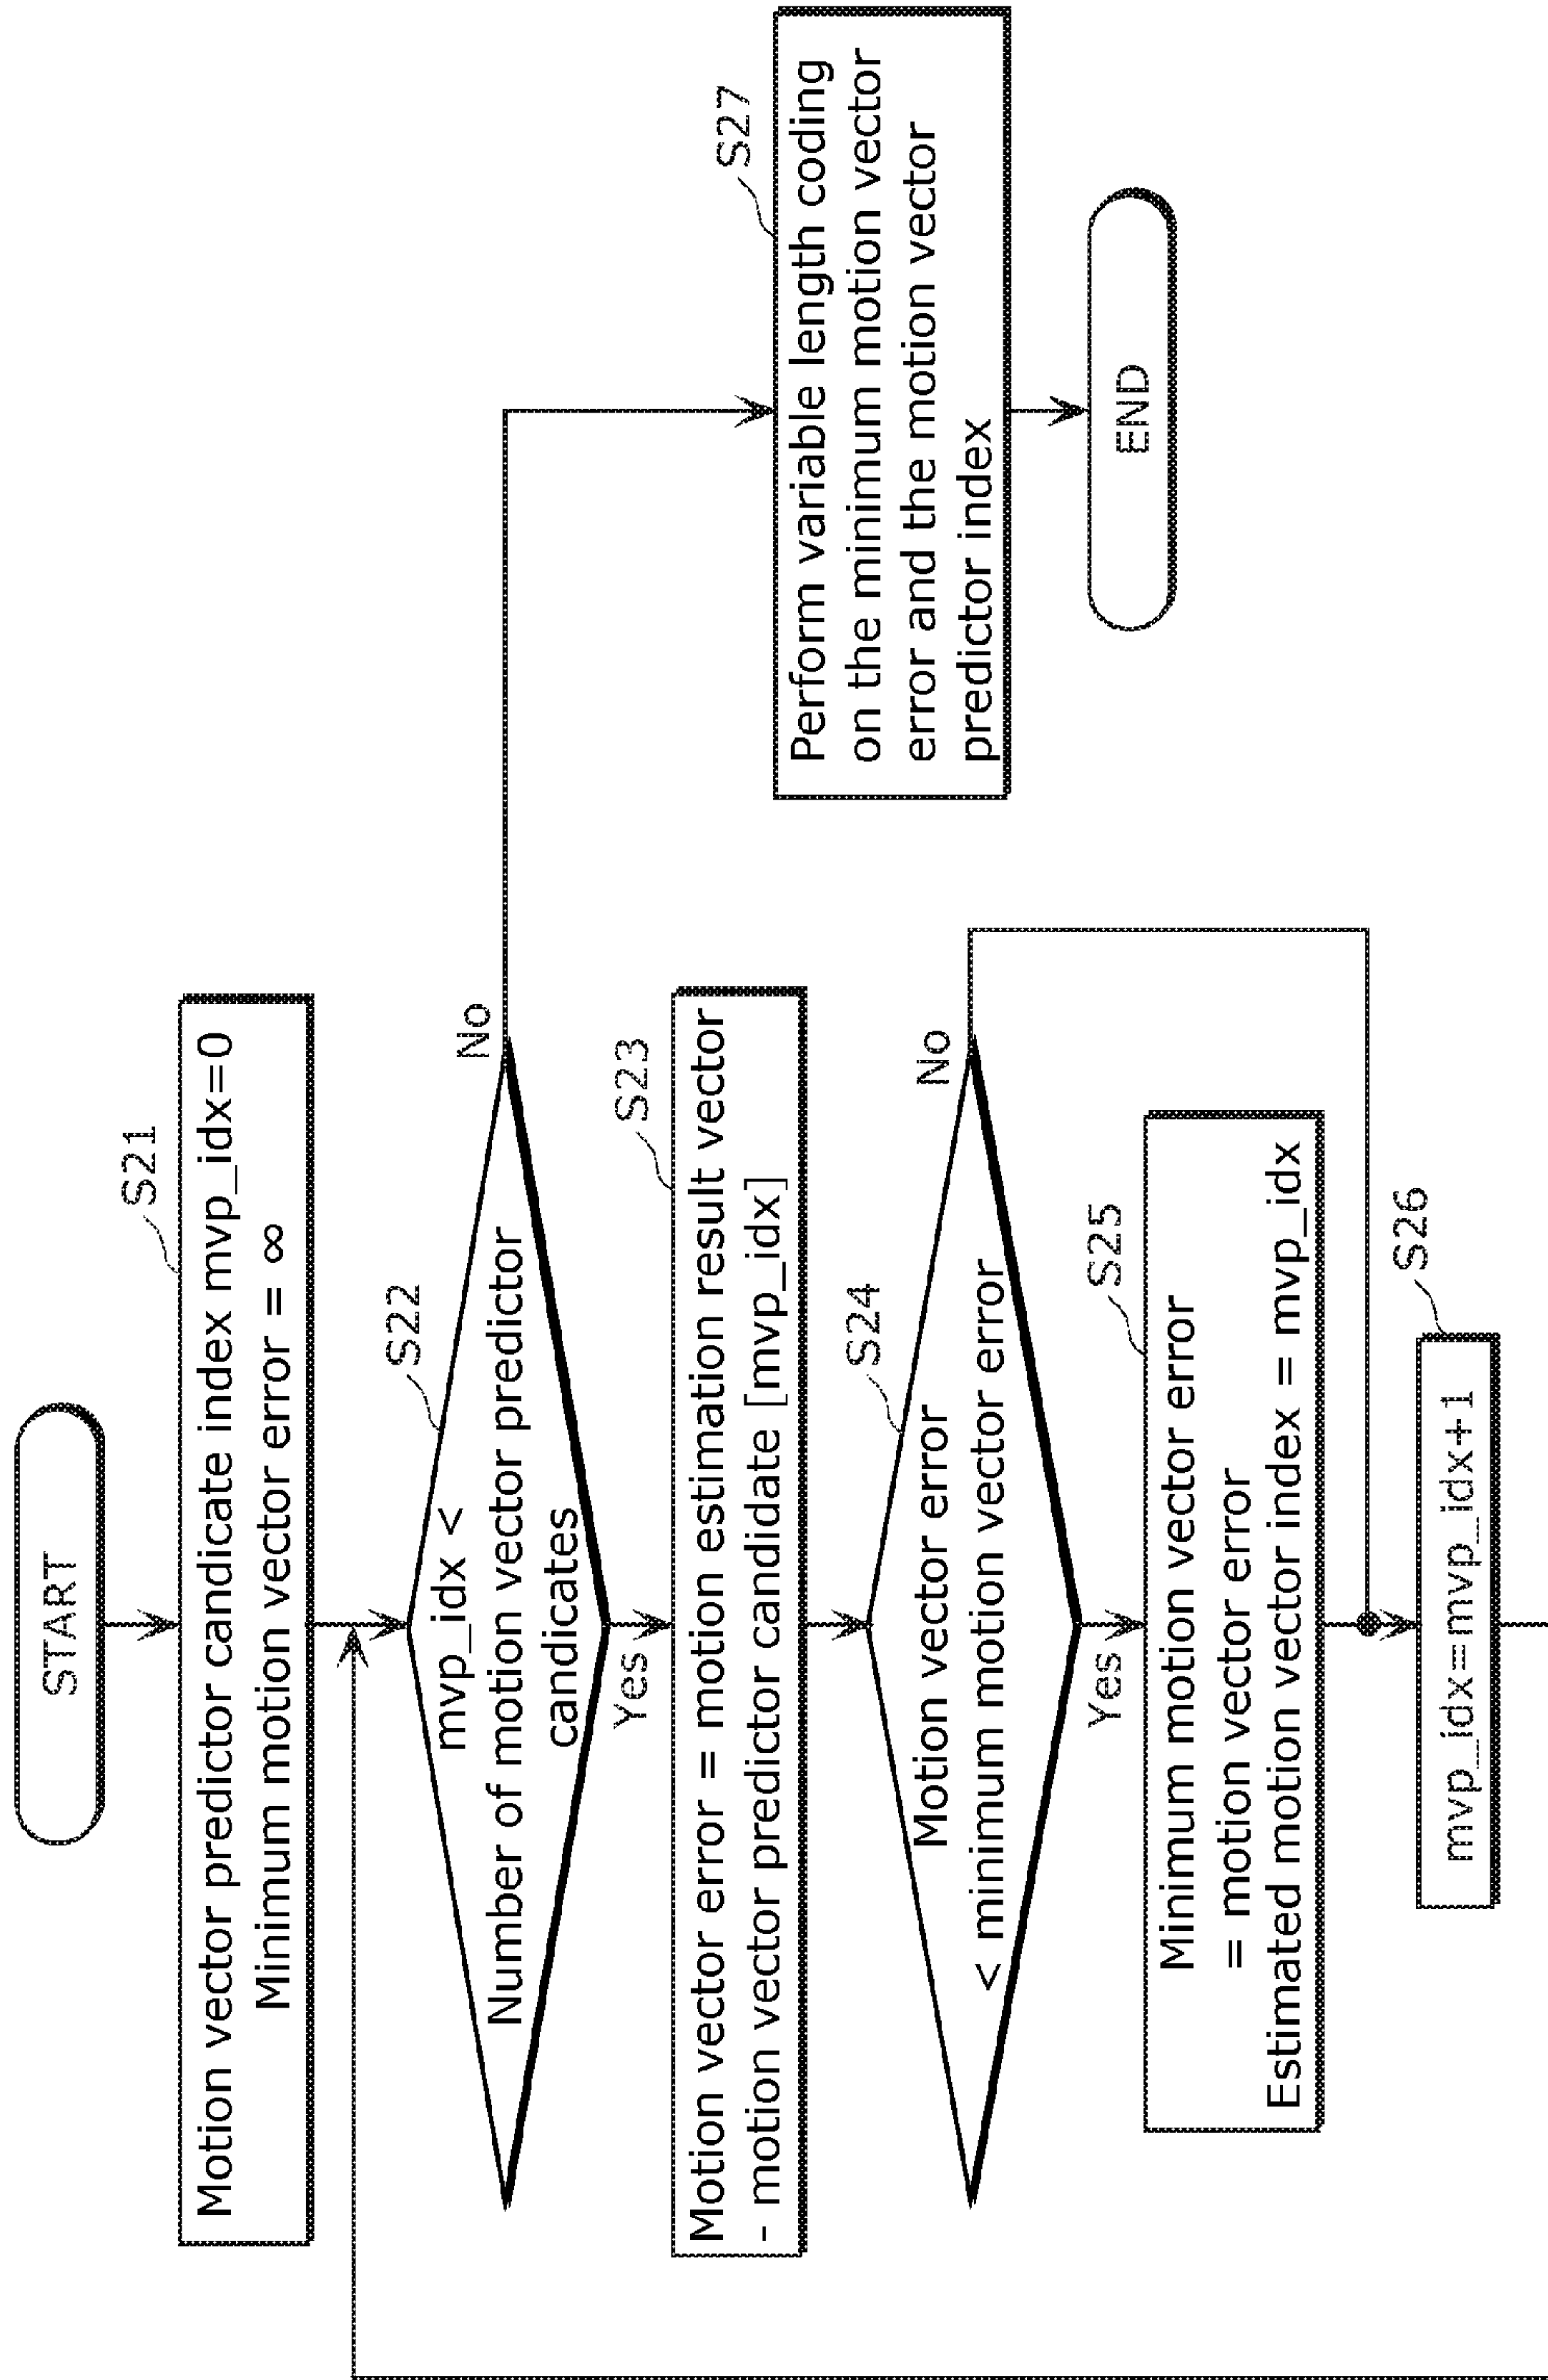 START
S21
Motion vector predictor candicate index mvp_idx=0
Minimum motion vector error = ∞
S22
mvp_idx <
Number of motion vector predictor
candicates
No
Yes
S23
Motion vector error = motion estimation result vector
- motion vector predictor candidate [mvp_idx]
S24
Motion vector error
< minimum motion vector error
No
Yes
S25
Minimum motion vector error
= motion vector error
Estimated motion vector index = mvp_idx
S26
mvp_idx=mvp_idx+1
S27
Perform variable length coding
on the minimum motion vector
error and the motion vector
predictor index
END